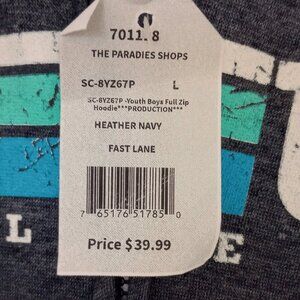 7011. 8
THE PARADIES SHOPS
SC-8YZ67P L
SC-8YZ67P -Youth Boys Full Zip
Hoodie***PRODUCTION***
HEATHER NAVY
FAST LANE
7 65176 51785 0
Price $39.99
L E